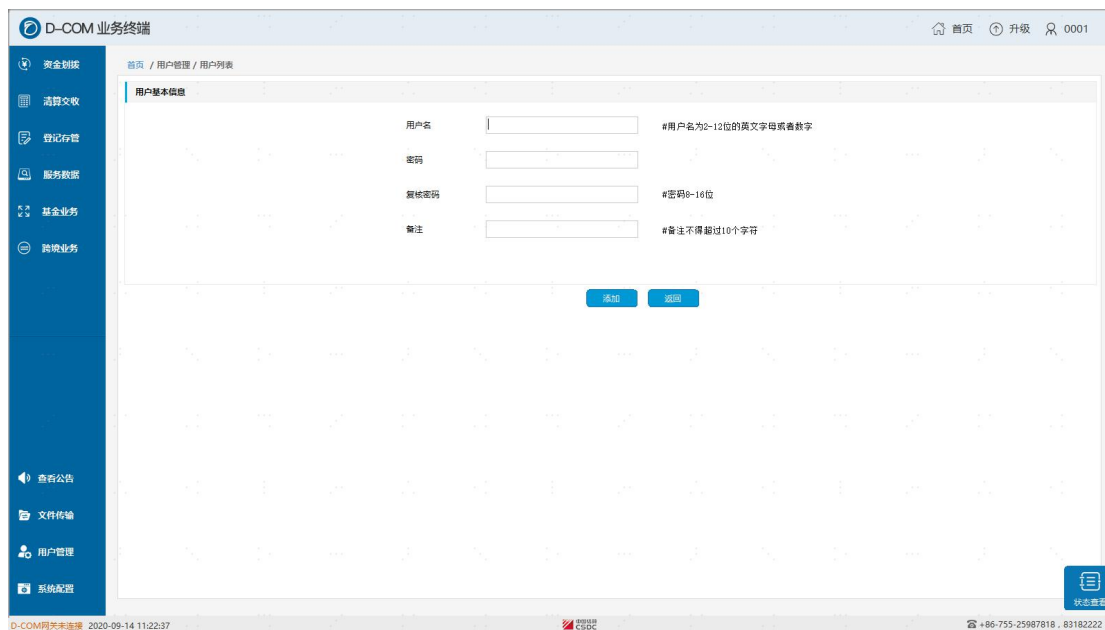 D-COM 业务终端
首页 升级 0001
资金划拨
清算交收
登记存管
服务数据
基金业务
跨境业务
查看公告
文件传输
用户管理
系统配置
首页 / 用户管理 / 用户列表
用户基本信息
用户名 #用户名为2-12位的英文字母或者数字
密码
复核密码 #密码8-16位
备注 #备注不得超过10个字符
添加 返回
状态查看
D-COM网关未连接 2020-09-14 11:22:37
中国结算
CSDC
+86-755-25987818 , 83182222